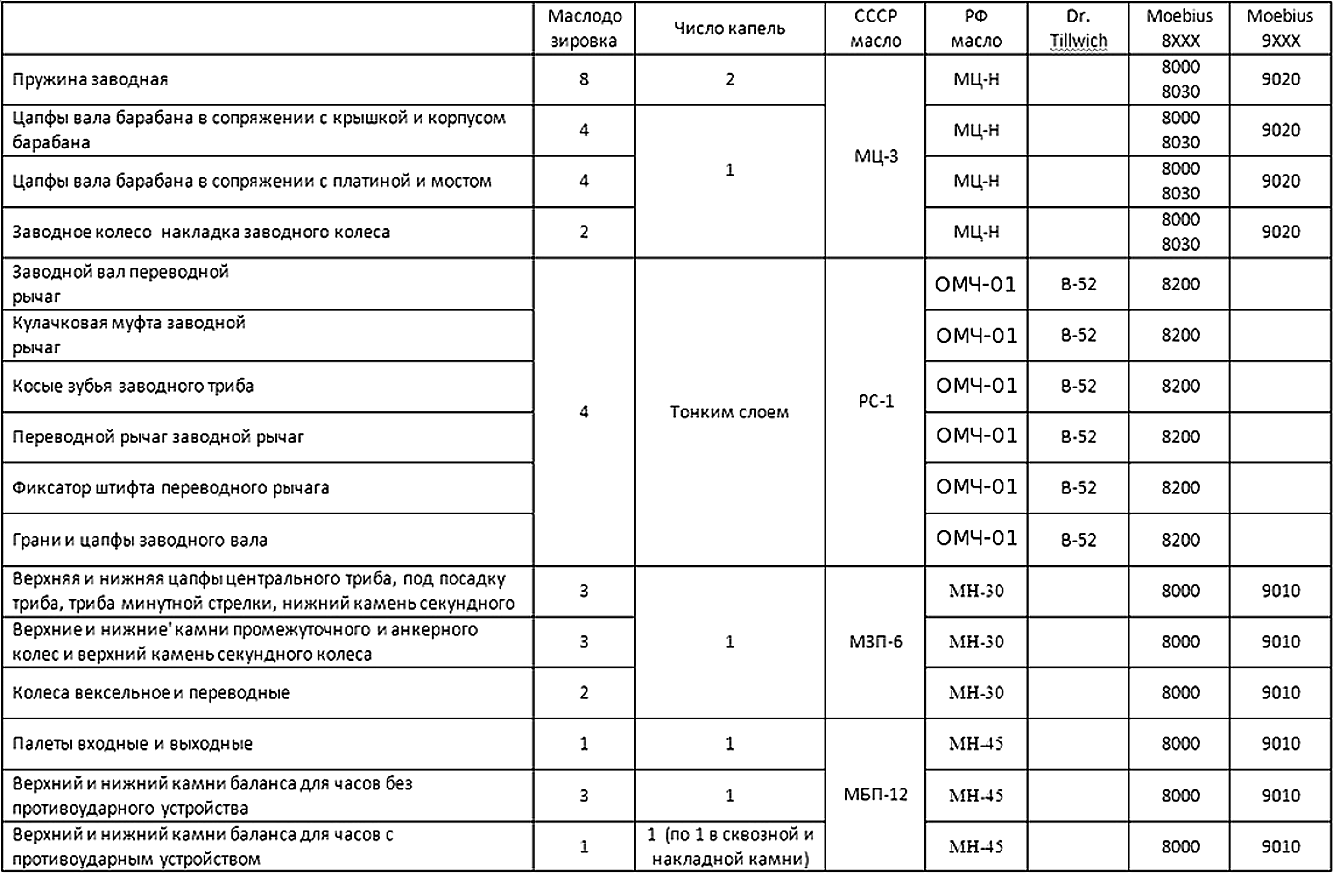 Маслодо
зировка
Число капель
СССР
масло
РФ
масло
Dr.
Tillwich
Moebius
8XXX
Moebius
9XXX
Пружина заводная
8
2
МЦ-3
МЦ-Н
8000
8030
9020
Цапфы вала барабана в сопряжении с крышкой и корпусом
барабана
4
1
МЦ-Н
8000
8030
9020
Цапфы вала барабана в сопряжении с платиной и мостом
4
МЦ-Н
8000
8030
9020
Заводное колесо накладка заводного колеса
2
МЦ-Н
8000
8030
9020
Заводной вал переводной
рычаг
4
Тонким слоем
РС-1
ОМЧ-01
В-52
8200
Кулачковая муфта заводной
рычаг
ОМЧ-01
В-52
8200
Косые зубья заводного триба
ОМЧ-01
В-52
8200
Переводной рычаг заводной рычаг
ОМЧ-01
В-52
8200
Фиксатор штифта переводного рычага
ОМЧ-01
В-52
8200
Грани и цапфы заводного вала
ОМЧ-01
В-52
8200
Верхняя и нижняя цапфы центрального триба, под посадку
триба, триба минутной стрелки, нижний камень секундного
3
1
МЗП-6
МН-30
8000
9010
Верхние и нижние' камни промежуточного и анкерного
колес и верхний камень секундного колеса
3
МН-30
8000
9010
Колеса вексельное и переводные
2
МН-30
8000
9010
Палеты входные и выходные
1
1
МБП-12
МН-45
8000
9010
Верхний и нижний камни баланса для часов без
противоударного устройства
3
1
МН-45
8000
9010
Верхний и нижний камни баланса для часов с
противоударным устройством
1
1 (по 1 в сквозной и
накладной камни)
МН-45
8000
9010